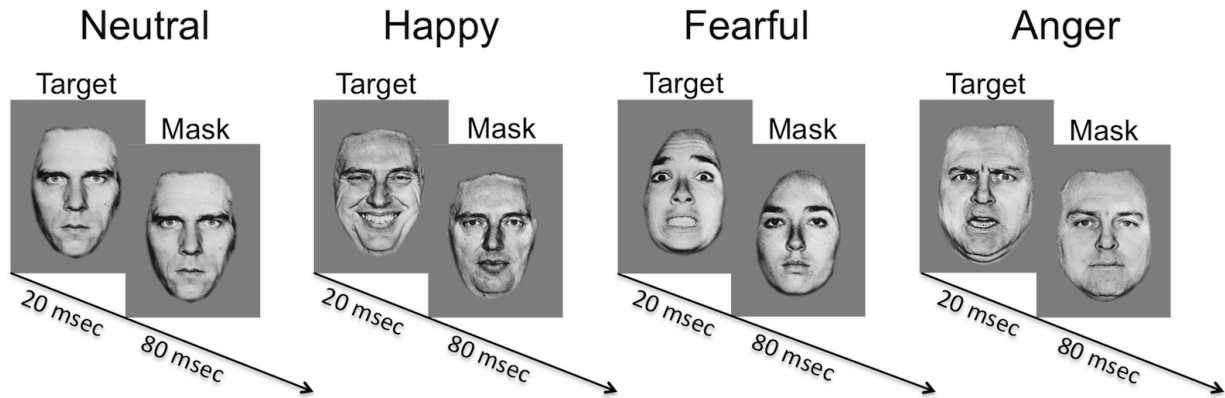 Neutral
Happy
Fearful
Anger
Target
Mask
20 msec
80 msec
Target
Mask
20 msec
80 msec
Target
Mask
20 msec
80 msec
Target
Mask
20 msec
80 msec